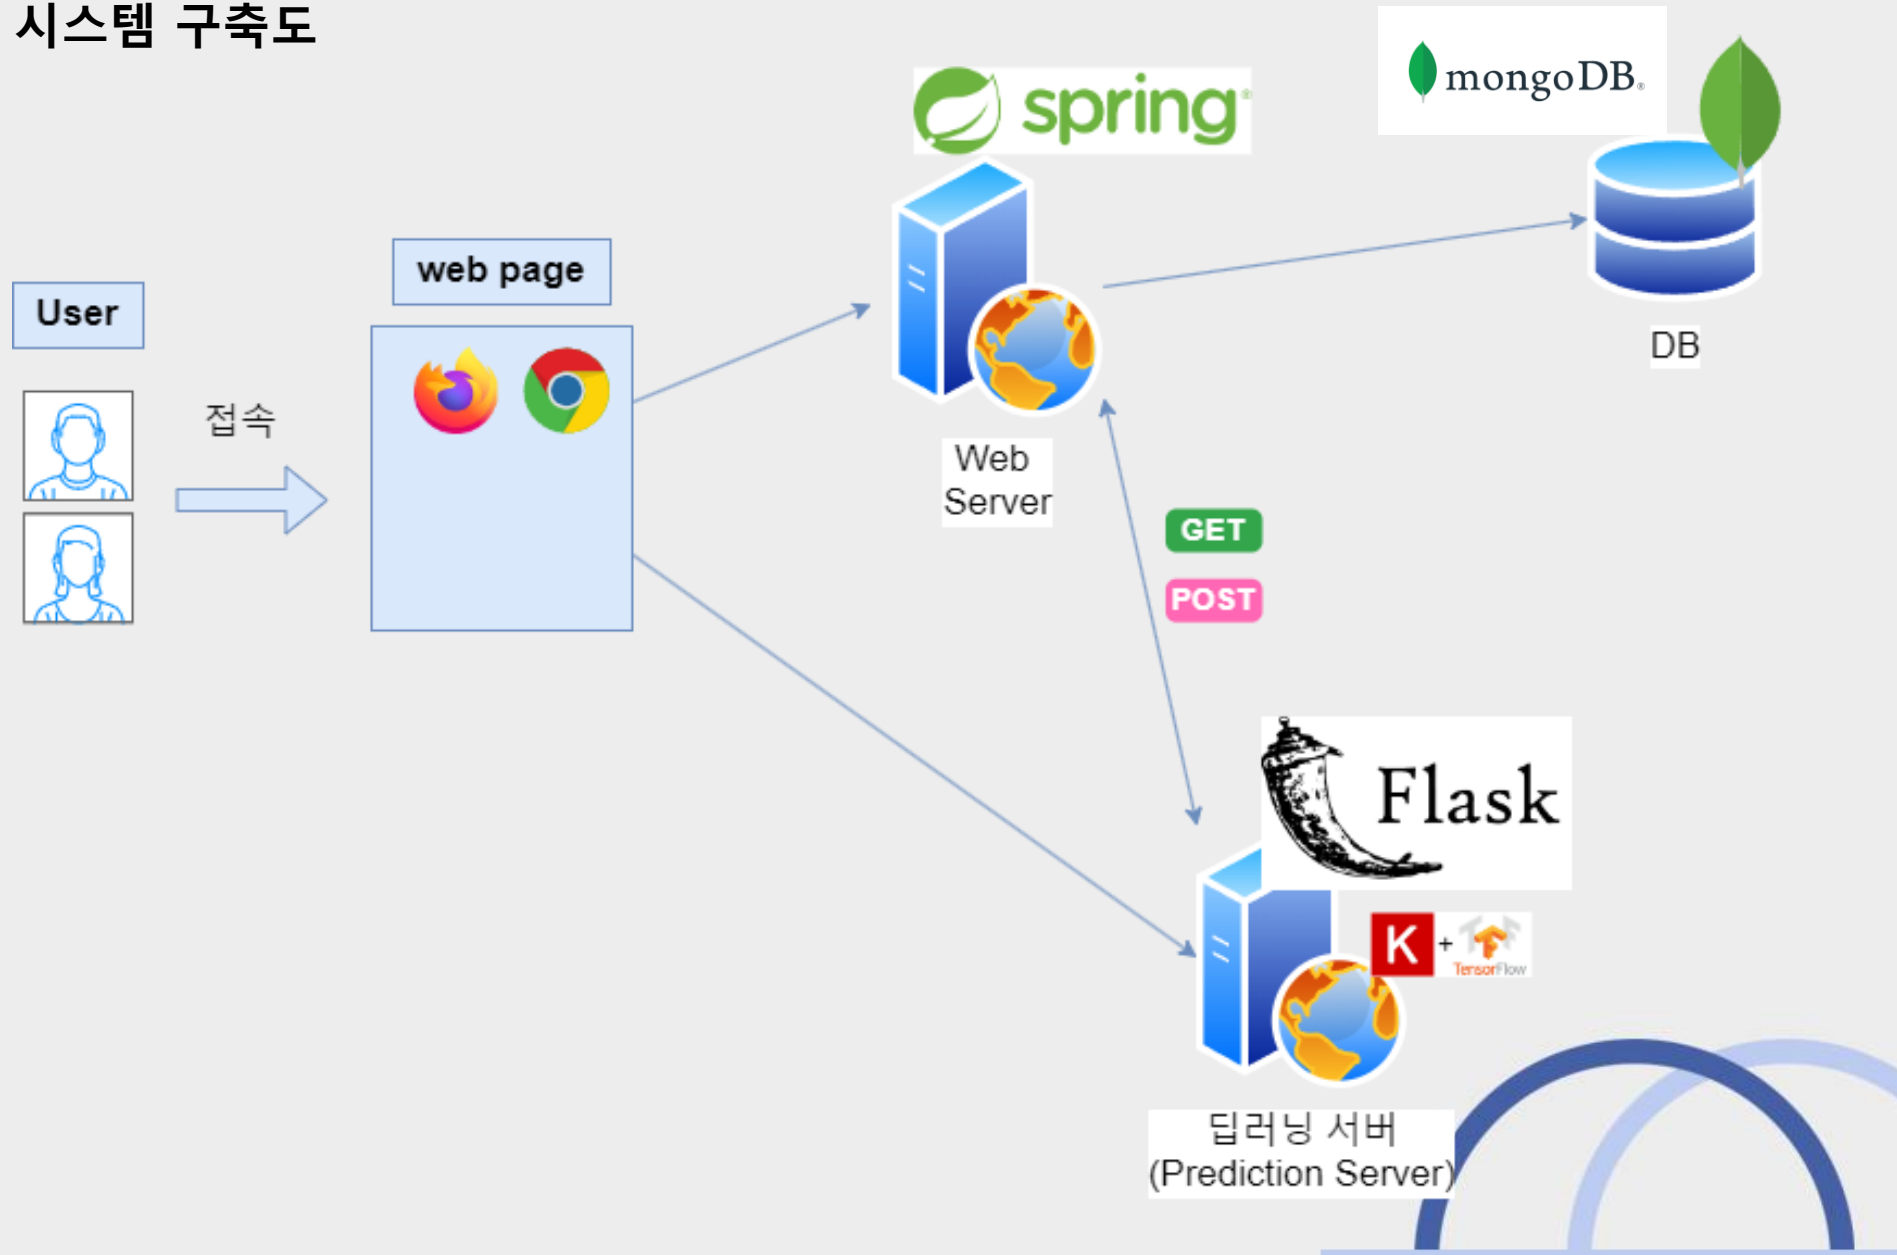 시스템 구축도
spring
mongoDB
web page
User
접속
DB
Web
Server
GET
POST
Flask
K + TensorFlow
딥러닝 서버
(Prediction Server)